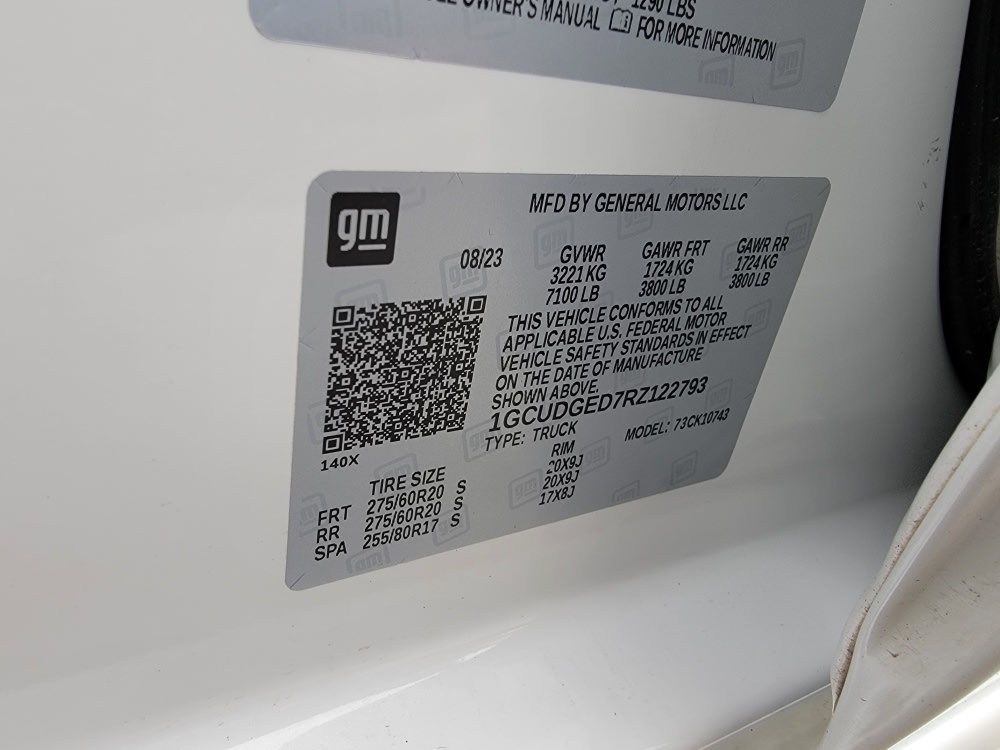 1290 LBS
OWNER'S MANUAL FOR MORE INFORMATION
gm
MFD BY GENERAL MOTORS LLC
08/23
GVWR GAWR FRT GAWR RR
3221 KG 1724 KG 1724 KG
7100 LB 3800 LB 3800 LB
THIS VEHICLE CONFORMS TO ALL
APPLICABLE U.S. FEDERAL MOTOR
VEHICLE SAFETY STANDARDS IN EFFECT
ON THE DATE OF MANUFACTURE
SHOWN ABOVE.
1GCUDGED7RZ122793
TYPE: TRUCK MODEL: 73CK10743
140X
TIRE SIZE RIM
FRT 275/60R20 S 20X9J
RR 275/60R20 S 20X9J
SPA 255/80R17 S 17X8J